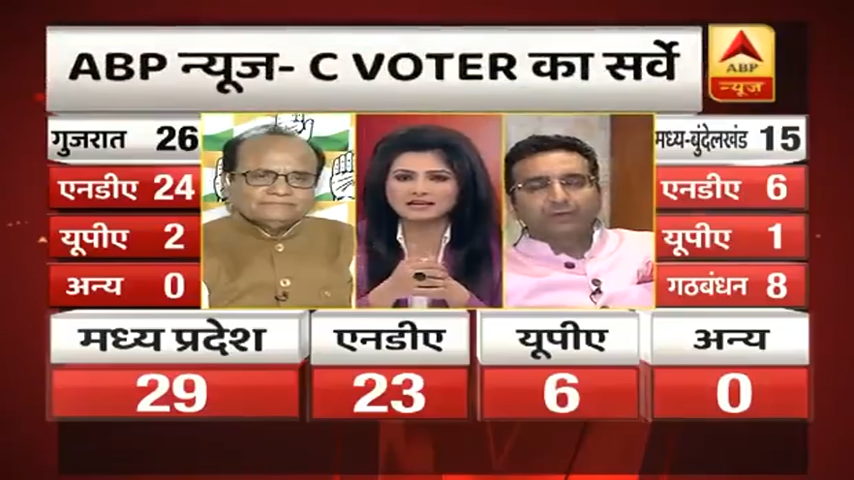 ABP न्यूज- C VOTER का सर्वे
ABP
न्यूज़
गुजरात 26
एनडीए 24
यूपीए 2
अन्य 0
मध्य-बुंदेलखंड 15
एनडीए 6
यूपीए 1
गठबंधन 8
मध्य प्रदेश एनडीए यूपीए अन्य
29 23 6 0